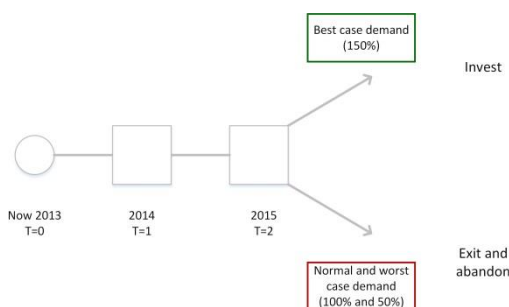 Best case demand
(150%)
Invest
Now 2013
T=0
2014
T=1
2015
T=2
Normal and worst
case demand
(100% and 50%)
Exit and
abandon